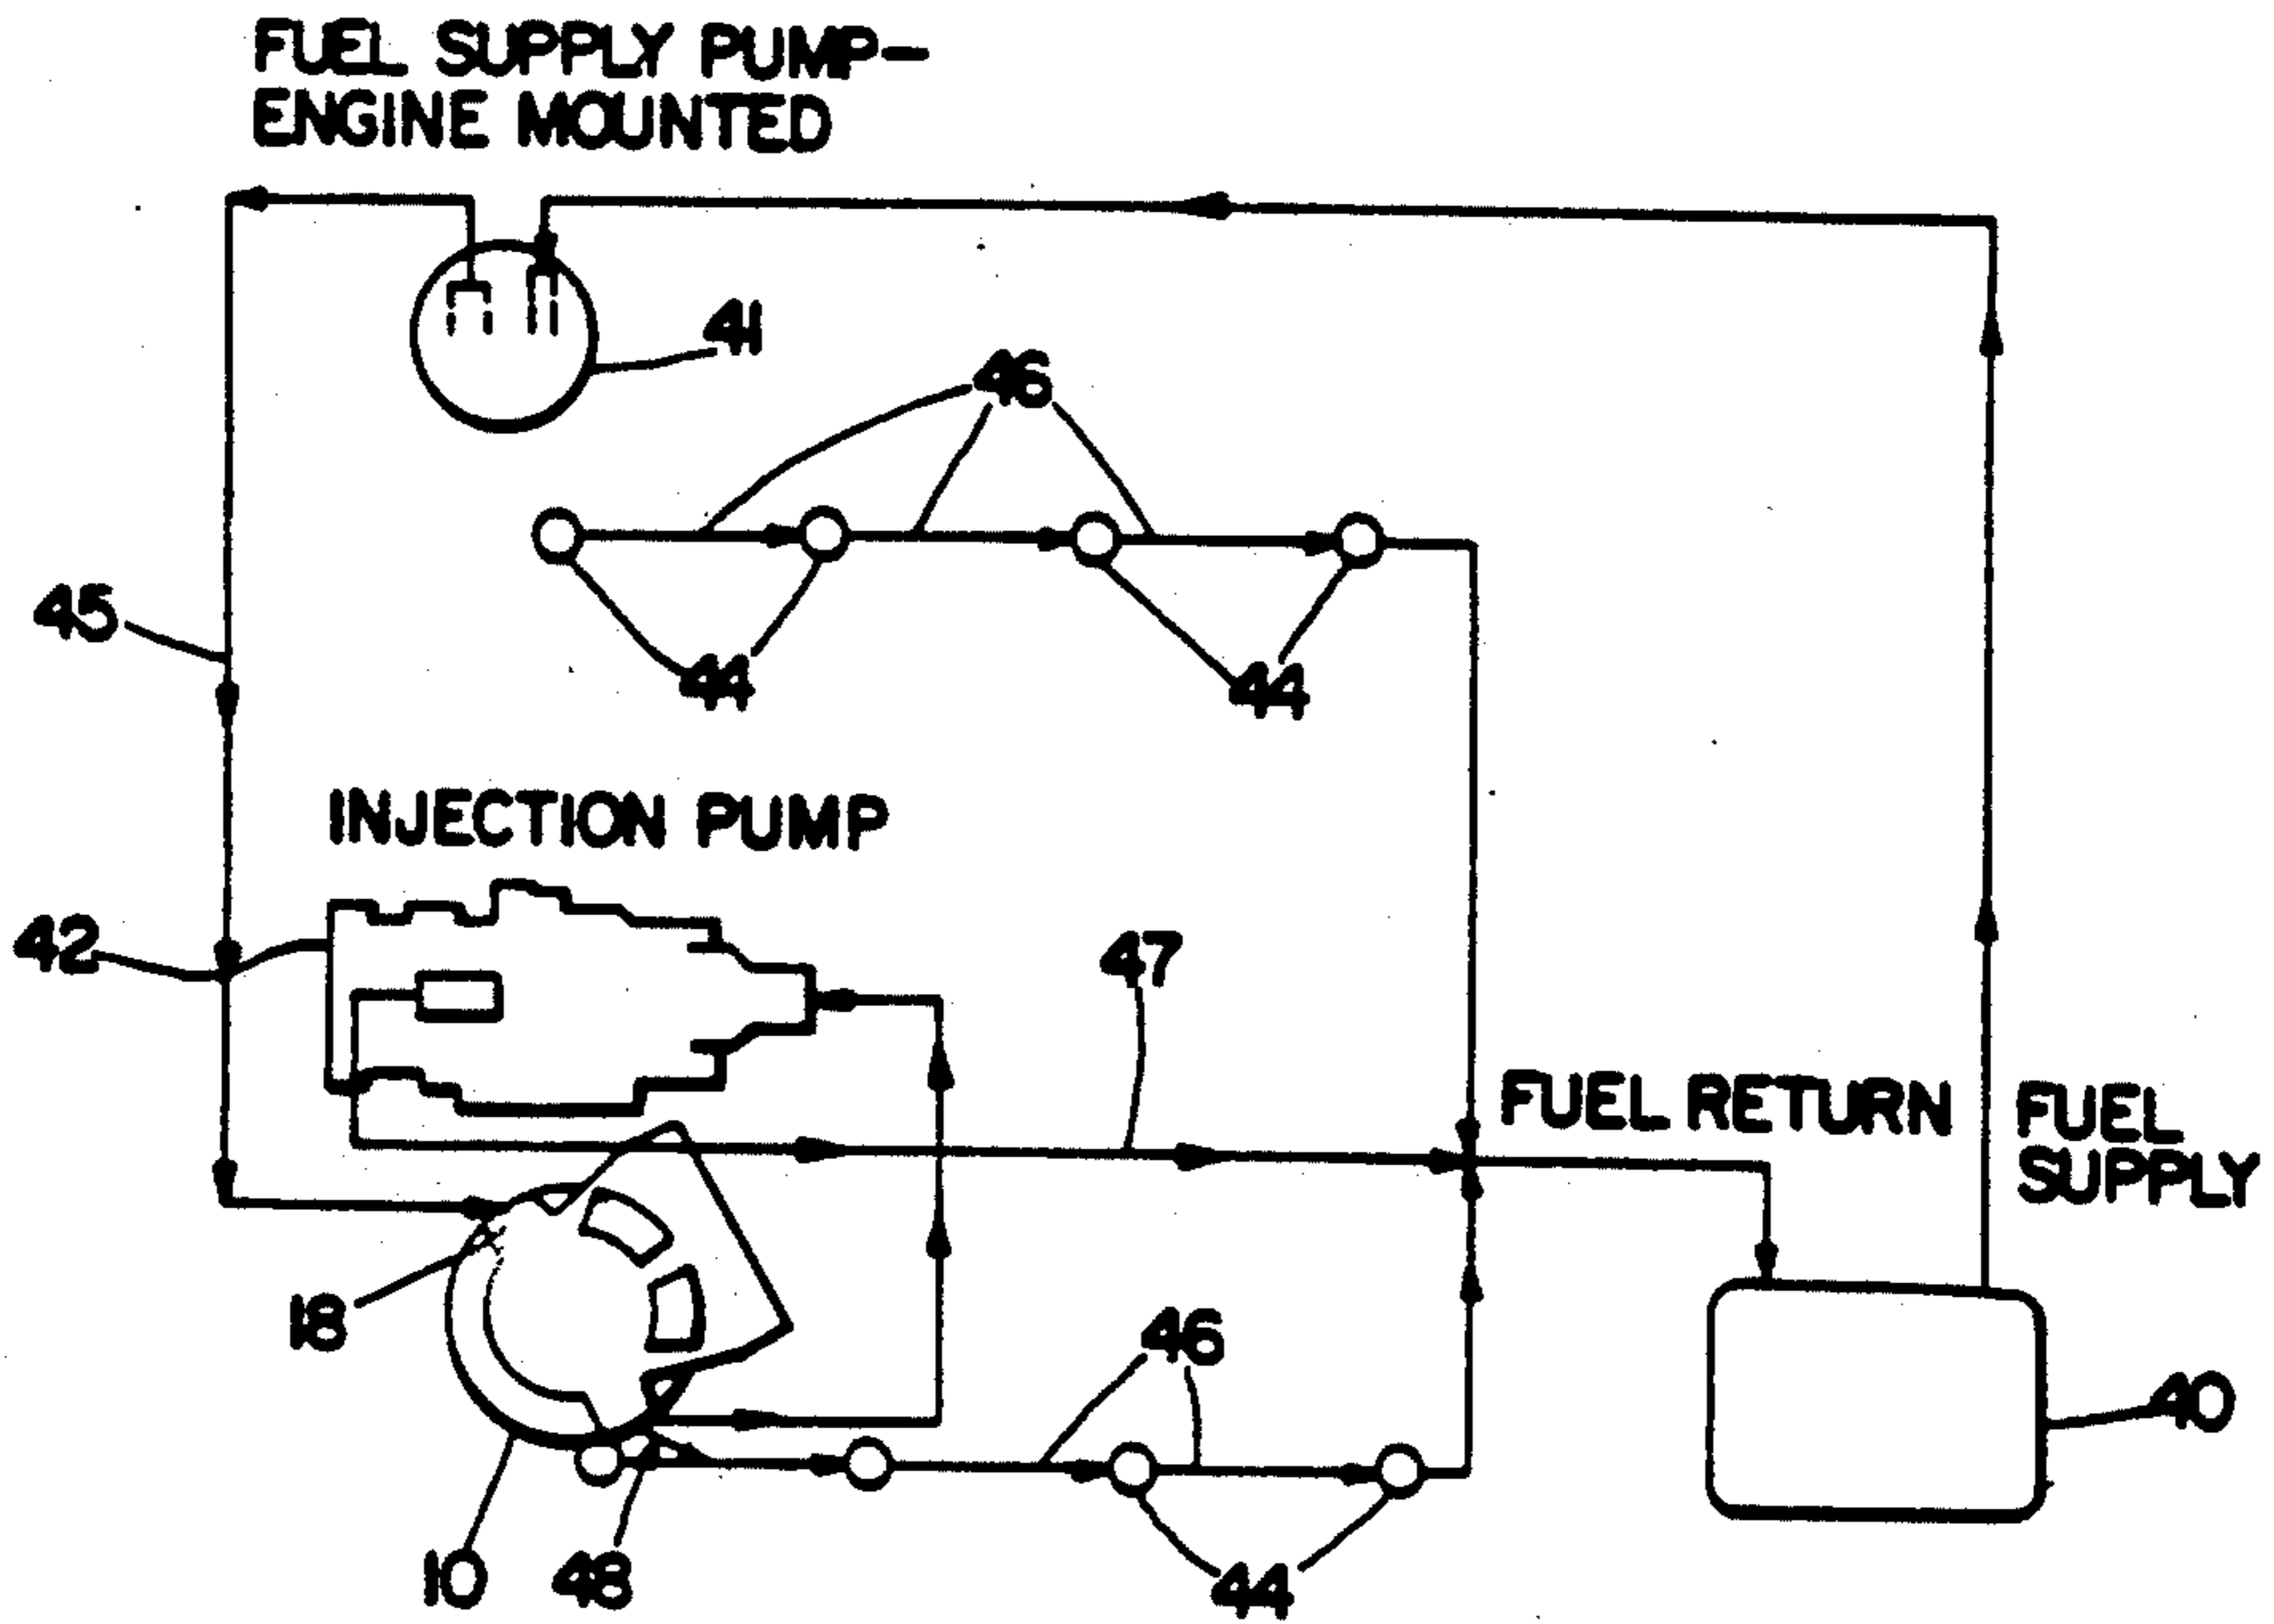 FUEL SUPPLY PUMP-
ENGINE MOUNTED
41
46
45
44
44
INJECTION PUMP
42
47
FUEL RETURN
FUEL
SUPPLY
18
46
40
10
48
44